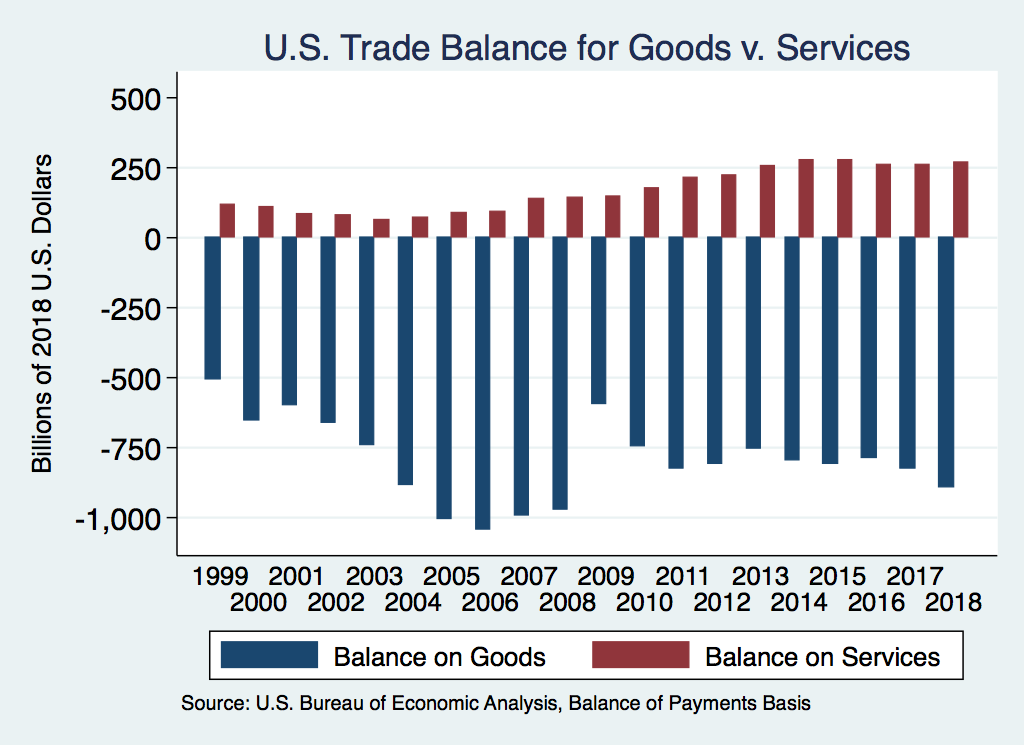 U.S. Trade Balance for Goods v. Services
Billions of 2018 U.S. Dollars
500
250
0
-250
-500
-750
-1,000
1999 2001 2003 2005 2007 2009 2011 2013 2015 2017
2000 2002 2004 2006 2008 2010 2012 2014 2016 2018
Balance on Goods Balance on Services
Source: U.S. Bureau of Economic Analysis, Balance of Payments Basis